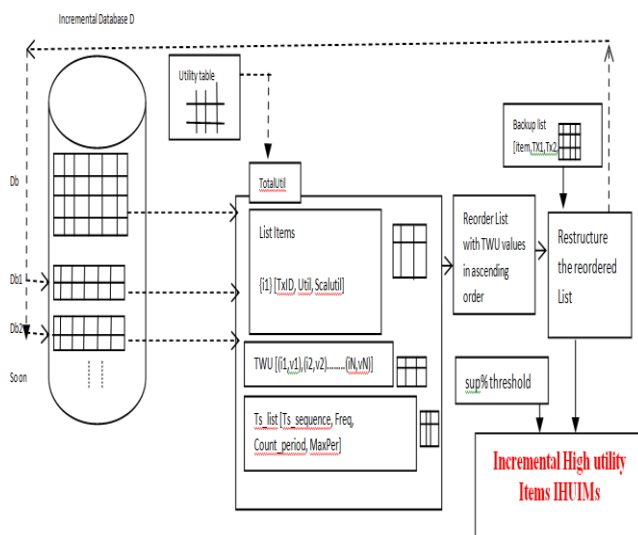 Incremental Database D
Utility table
Backup list
[item,TX1,Tx2,
Db
TotalUtil
List Items
{i1} [TxID, Util, Scalutil]
Reorder List
with TWU values
in ascending
order
Restructure
the reordered
List
Db1
Db2
TWU [(i1,v1),(i2,v2).........(iN,vN)]
So on
sup% threshold
Ts_list [Ts_sequence, Freq,
Count_period, MaxPer]
Incremental High utility
Items IHUIMs